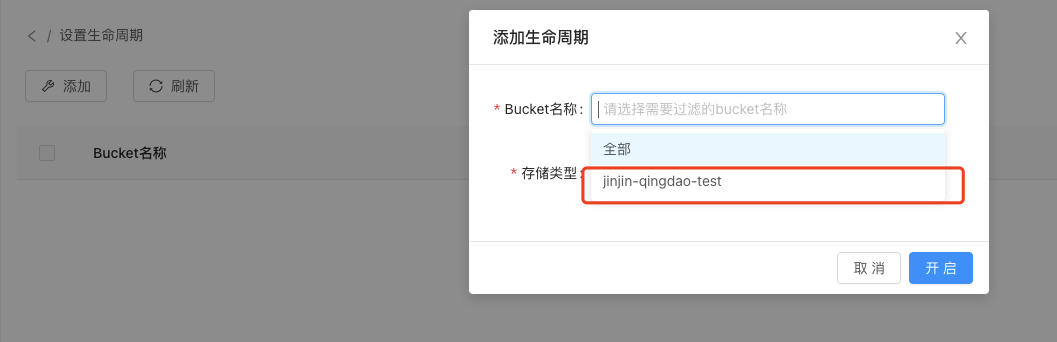 / 设置生命周期
添加
刷新
Bucket名称
添加生命周期
* Bucket名称:
请选择需要过滤的bucket名称
全部
* 存储类型:
jinjin-qingdao-test
取 消
开 启